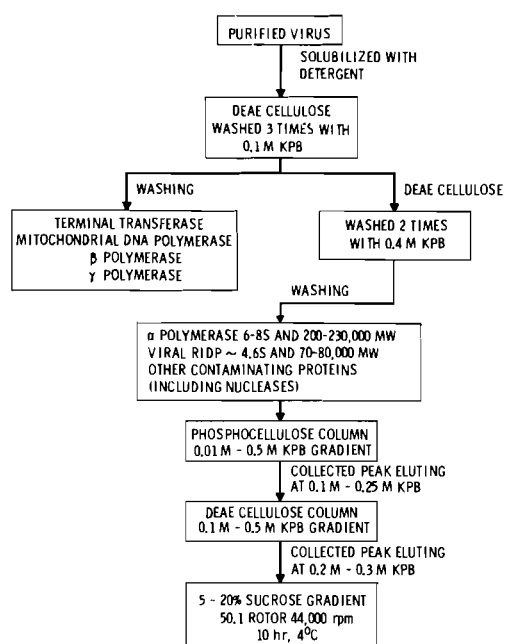 PURIFIED VIRUS
SOLUBILIZED WITH
DETERGENT
DEAE CELLULOSE
WASHED 3 TIMES WITH
0.1 M KPB
WASHING
DEAE CELLULOSE
TERMINAL TRANSFERASE
MITOCHONDRIAL DNA POLYMERASE
β POLYMERASE
γ POLYMERASE
WASHED 2 TIMES
WITH 0.4 M KPB
WASHING
α POLYMERASE 6-8S AND 200-230,000 MW
VIRAL RIDP ~ 4.6S AND 70-80,000 MW
OTHER CONTAMINATING PROTEINS
(INCLUDING NUCLEASES)
PHOSPHOCELLULOSE COLUMN
0.01 M - 0.5 M KPB GRADIENT
COLLECTED PEAK ELUTING
AT 0.1 M - 0.25 M KPB
DEAE CELLULOSE COLUMN
0.1 M - 0.5 M KPB GRADIENT
COLLECTED PEAK ELUTING
AT 0.2 M - 0.3 M KPB
5 - 20% SUCROSE GRADIENT
50.1 ROTOR 44,000 rpm
10 hr, 4⁰C